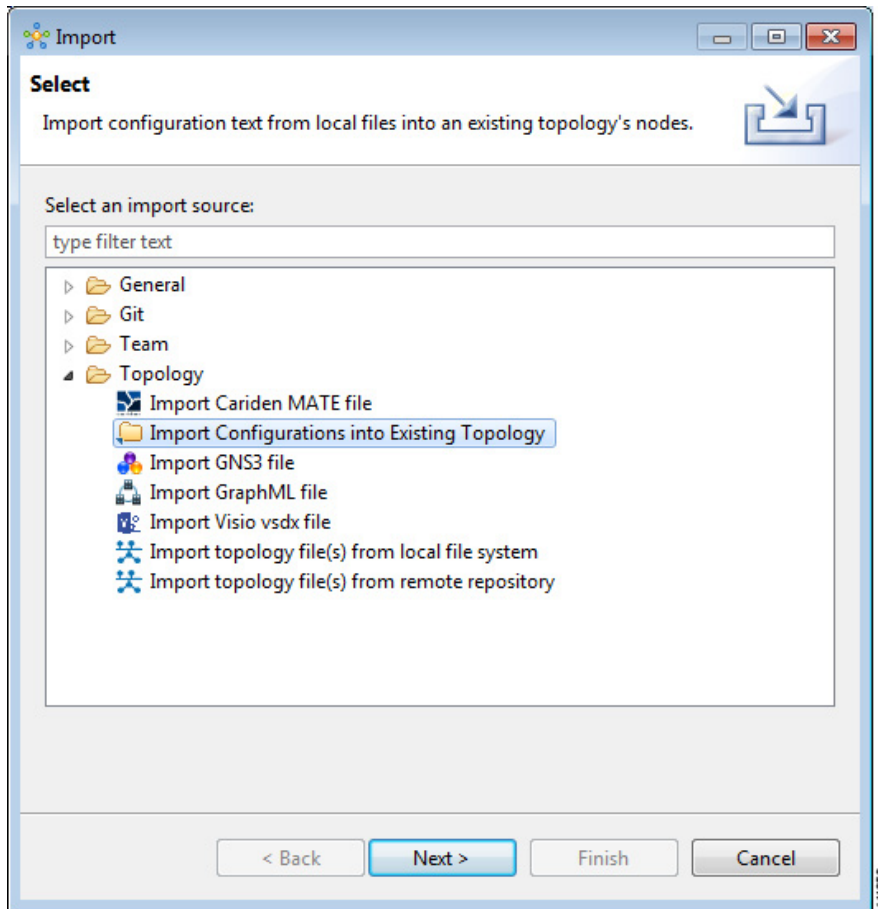 Import
Select
Import configuration text from local files into an existing topology's nodes.
Select an import source:
type filter text
General
Git
Team
Topology
Import Cariden MATE file
Import Configurations into Existing Topology
Import GNS3 file
Import GraphML file
Import Visio vsdx file
Import topology file(s) from local file system
Import topology file(s) from remote repository
< Back
Next >
Finish
Cancel